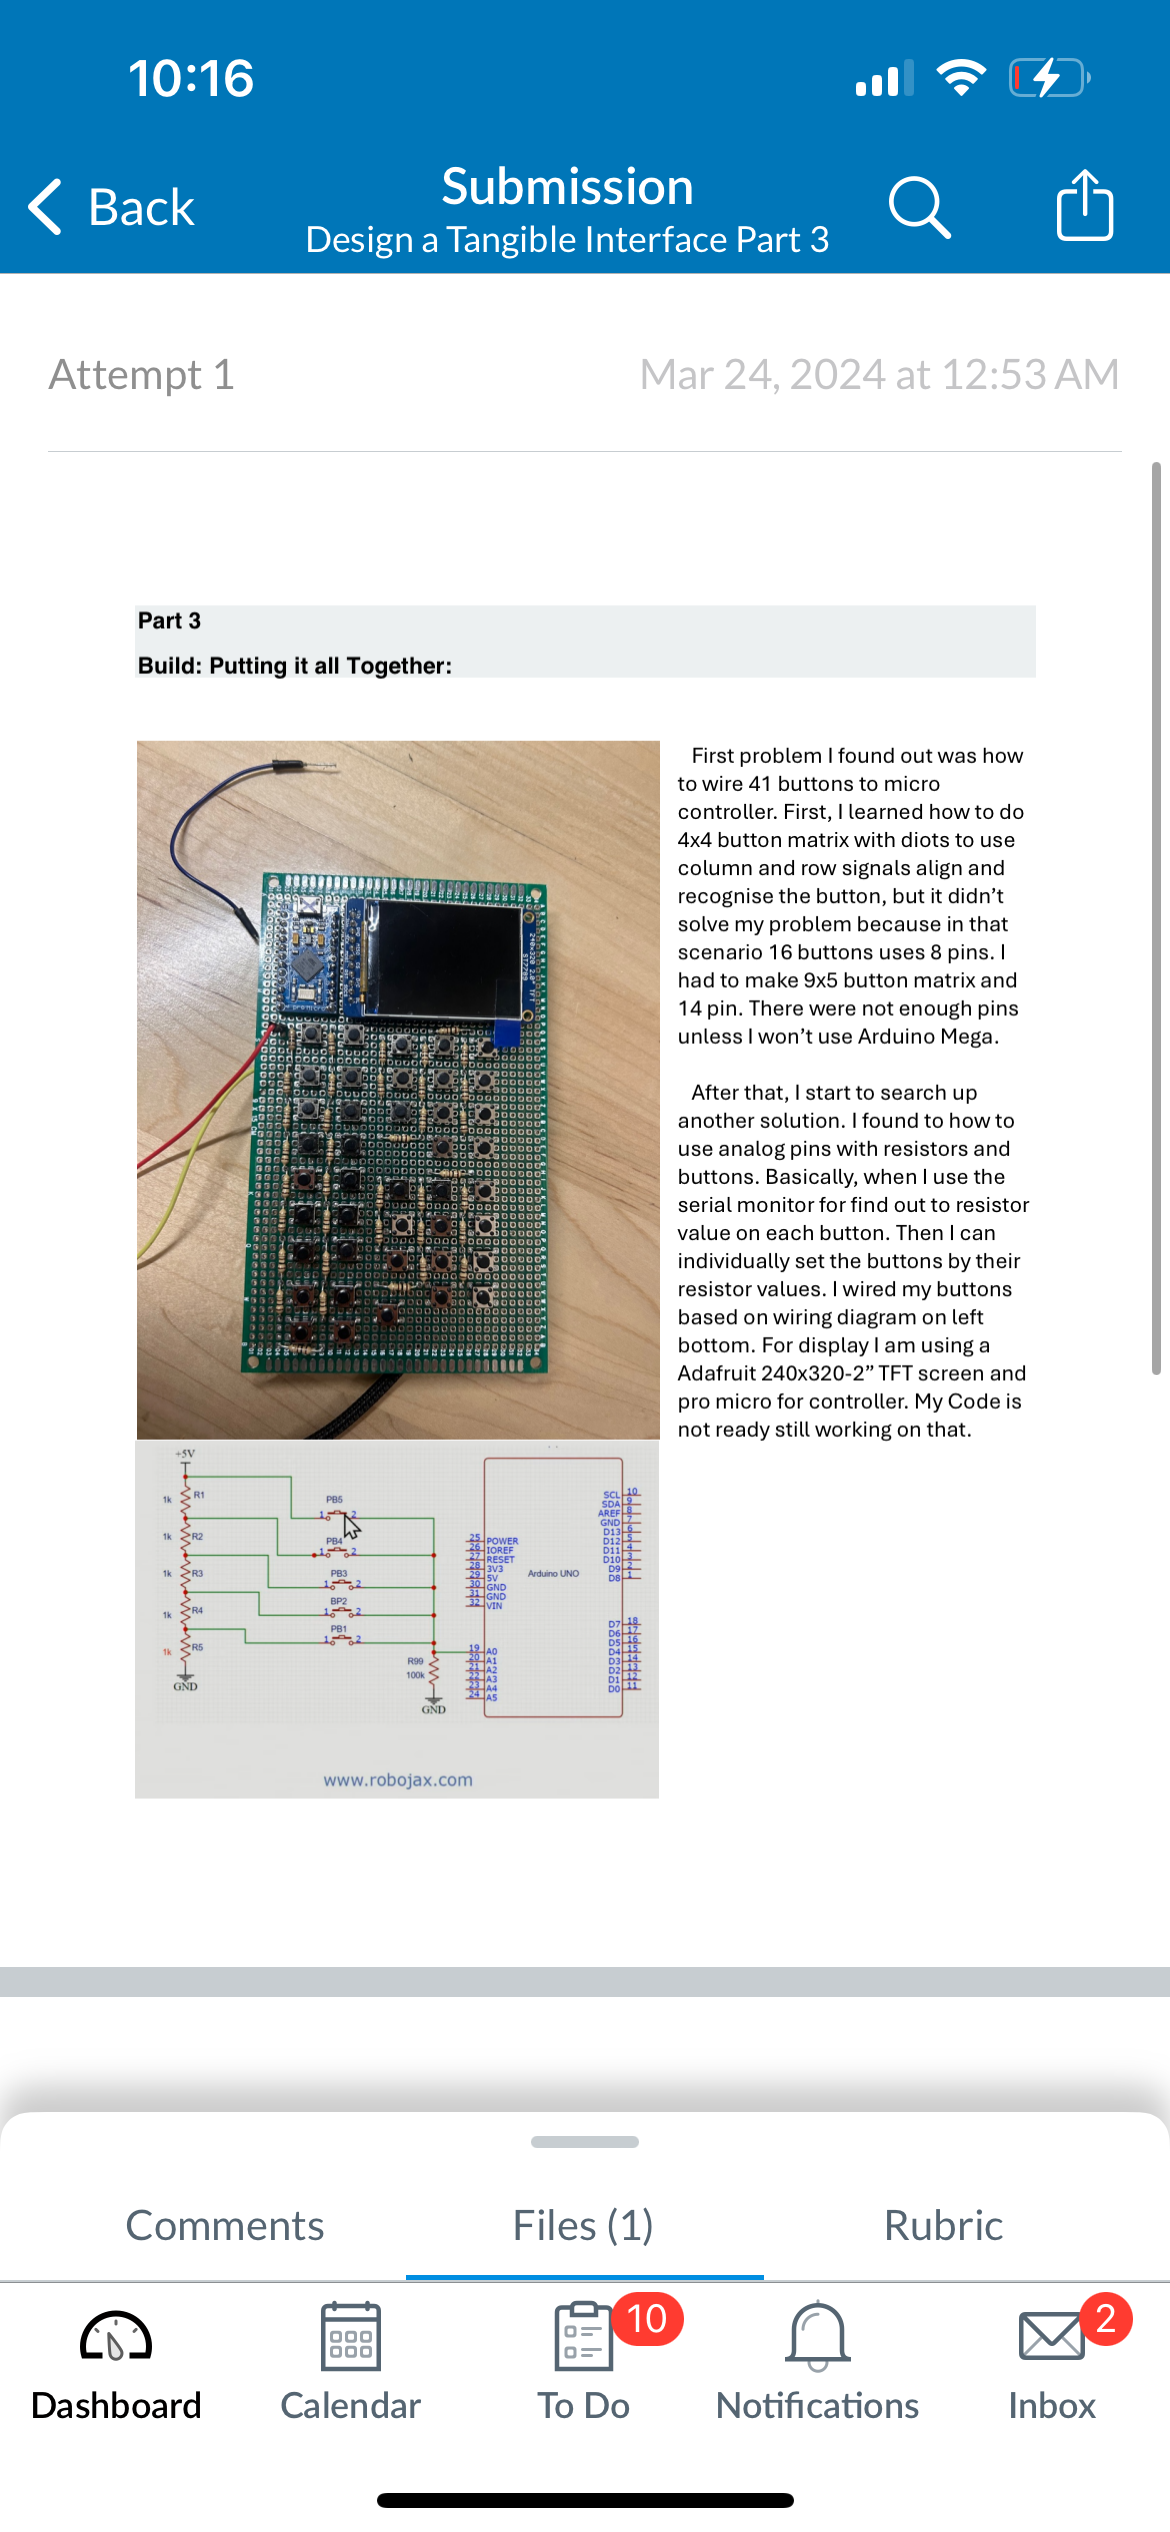 10:16
Back
Submission
Design a Tangible Interface Part 3
Attempt 1
Mar 24, 2024 at 12:53 AM
Part 3
Build: Putting it all Together:
First problem I found out was how
to wire 41 buttons to micro
controller. First, I learned how to do
4x4 button matrix with diots to use
column and row signals align and
recognise the button, but it didn't
solve my problem because in that
scenario 16 buttons uses 8 pins. I
had to make 9x5 button matrix and
14 pin. There were not enough pins
unless I won't use Arduino Mega.
After that, I start to search up
another solution. I found to how to
use analog pins with resistors and
buttons. Basically, when I use the
serial monitor for find out to resistor
value on each button. Then I can
individually set the buttons by their
resistor values. I wired my buttons
based on wiring diagram on left
bottom. For display I am using a
Adafruit 240x320-2” TFT screen and
pro micro for controller. My Code is
not ready still working on that.
+5V
1k R1
1k R2
1k R3
1k R4
1k R5
GND
PB5
1 2
PB4
1 2
PB3
1 2
BP2
1 2
PB1
1 2
R99
100k
GND
25 POWER
26 IOREF
27 RESET
28 3V3
29 5V
30 GND
31 GND
32 VIN
19 A0
20 A1
21 A2
22 A3
23 A4
24 A5
Arduino UNO
SCL 10
SDA 9
AREF 8
GND 7
D13 6
D12 5
D11 4
D10 3
D9 2
D8 1
D7 18
D6 17
D5 16
D4 15
D3 14
D2 13
D1 12
D0 11
www.robojax.com
Comments
Files (1)
Rubric
10
2
Dashboard
Calendar
To Do
Notifications
Inbox